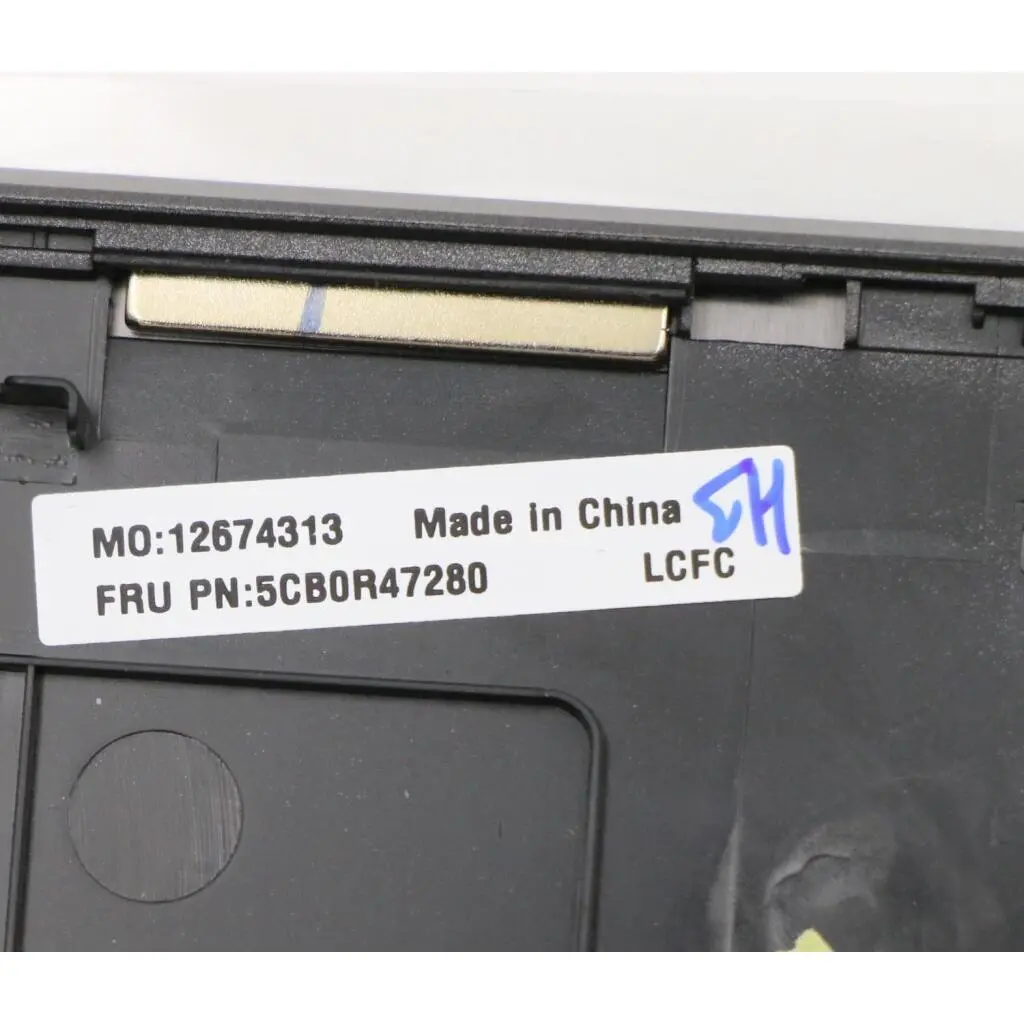 MO:12674313 Made in China
FRU PN:5CB0R47280 LCFC